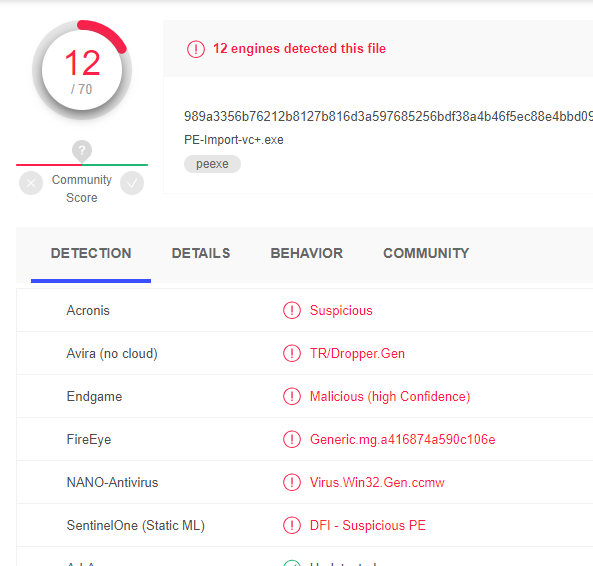 12
/ 70
?
Community
Score
12 engines detected this file
989a3356b76212b8127b816d3a597685256bdf38a4b46f5ec88e4bbd09
PE-Import-vc+.exe
peexe
DETECTION DETAILS BEHAVIOR COMMUNITY
Acronis Suspicious
Avira (no cloud) TR/Dropper.Gen
Endgame Malicious (high Confidence)
FireEye Generic.mg.a416874a590c106e
NANO-Antivirus Virus.Win32.Gen.ccmw
SentinelOne (Static ML) DFI - Suspicious PE